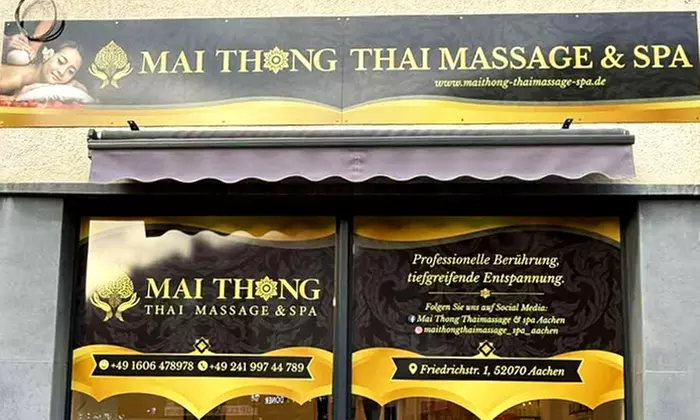 MAI THONG THAI MASSAGE & SPA
www.maithong-thaimassage-spa.de
MAI THONG
THAI MASSAGE & SPA
+49 1606 478978 +49 241 997 44 789
Professionelle Berührung,
tiefgreifende Entspannung.
Folgen Sie uns auf Social Media:
Mai Thong Thaimassage & spa Aachen
maithongthaimassage_spa_aachen
Friedrichstr. 1, 52070 Aachen
DÖNER